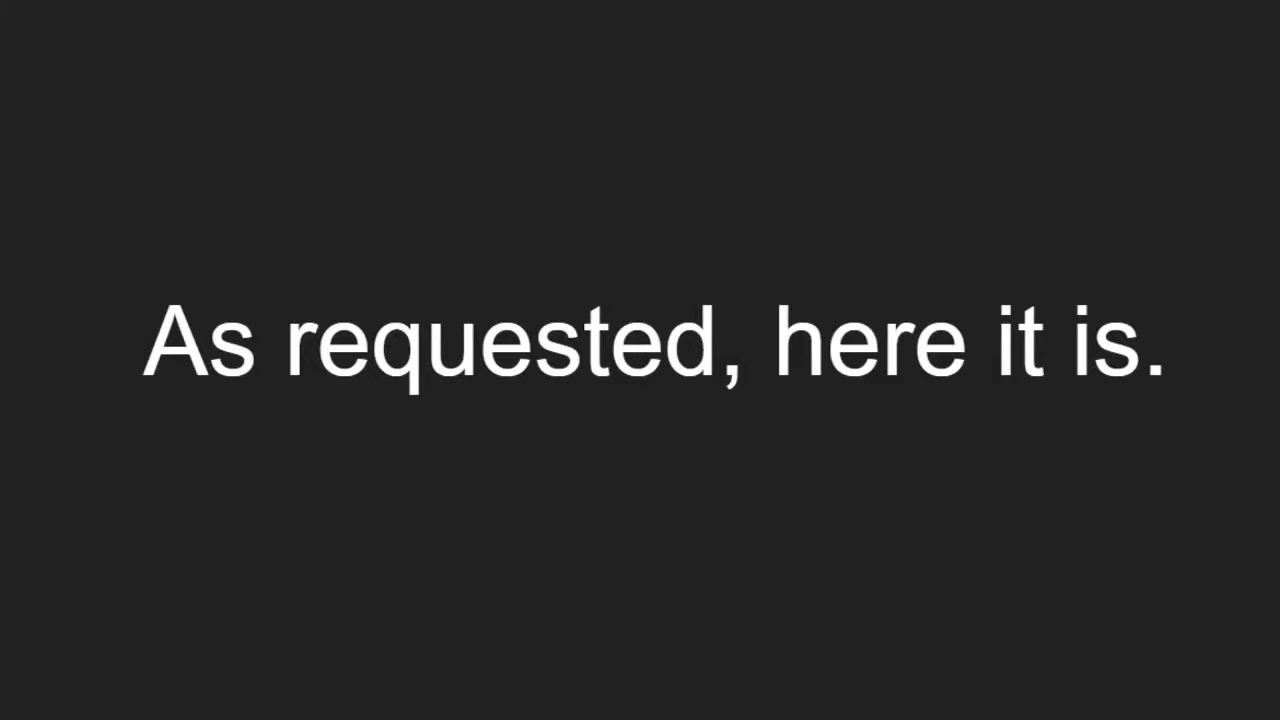 As requested, here it is.